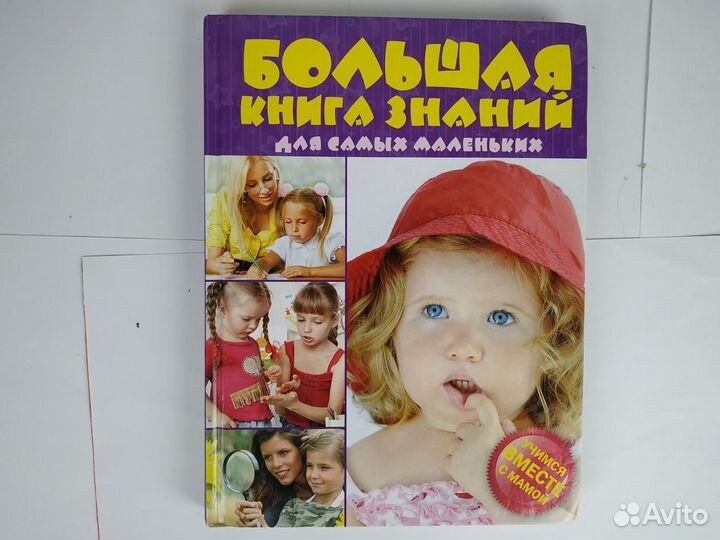 БОЛЬШАЯ
КНИГА ЗНАНИЙ
ДЛЯ САМЫХ МАЛЕНЬКИХ
УЧИМСЯ
ВМЕСТЕ
С МАМОЙ
Avito